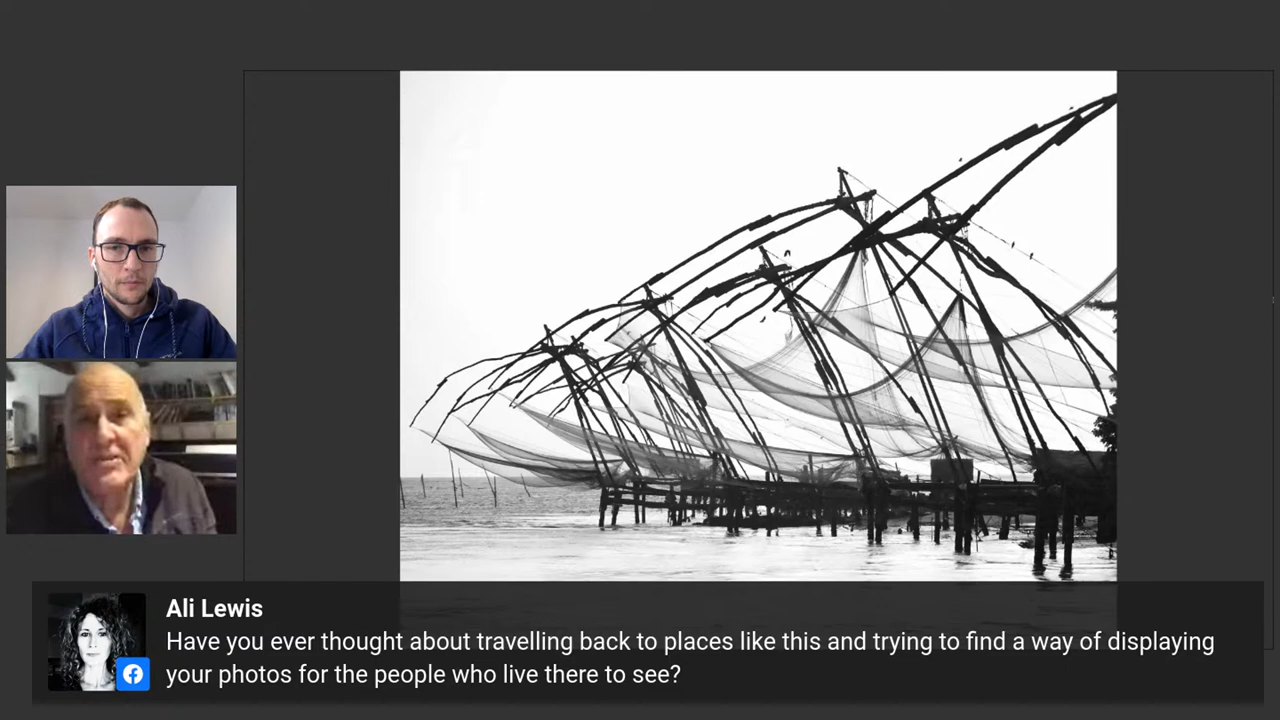 Ali Lewis
Have you ever thought about travelling back to places like this and trying to find a way of displaying
your photos for the people who live there to see?